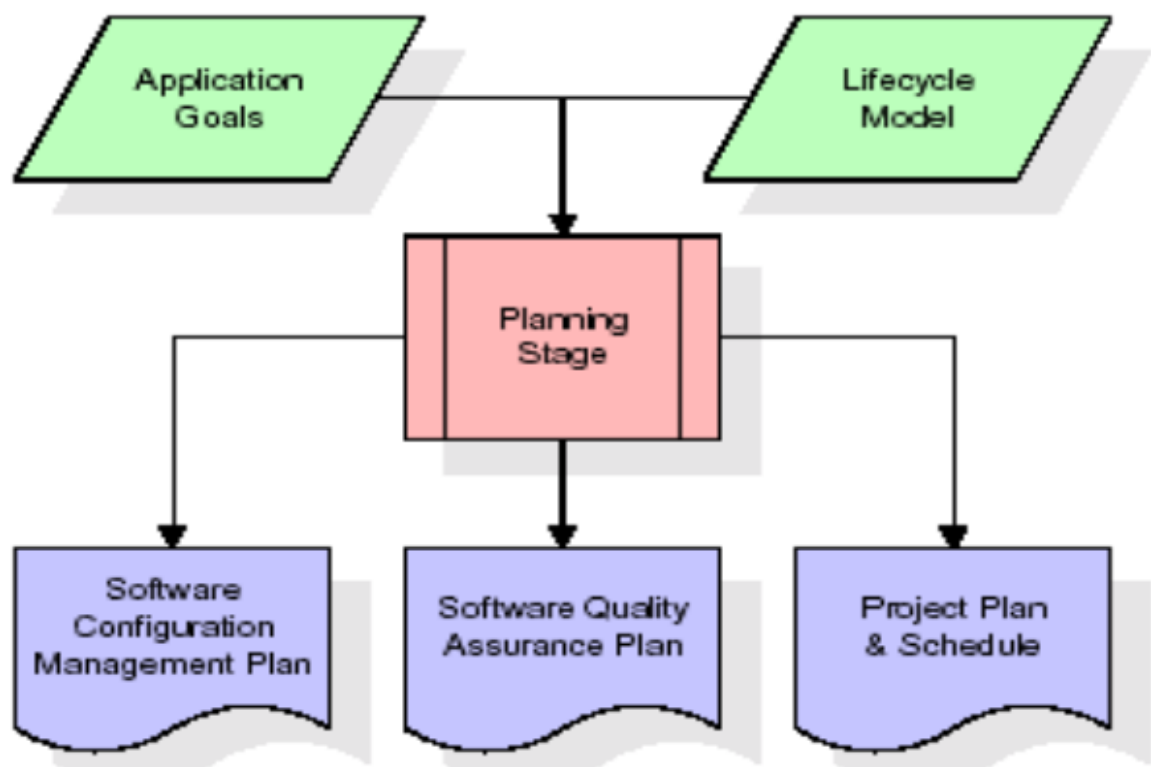 Application
Goals
Lifecycle
Model
Planning
Stage
Software
Configuration
Management Plan
Software Quality
Assurance Plan
Project Plan
& Schedule